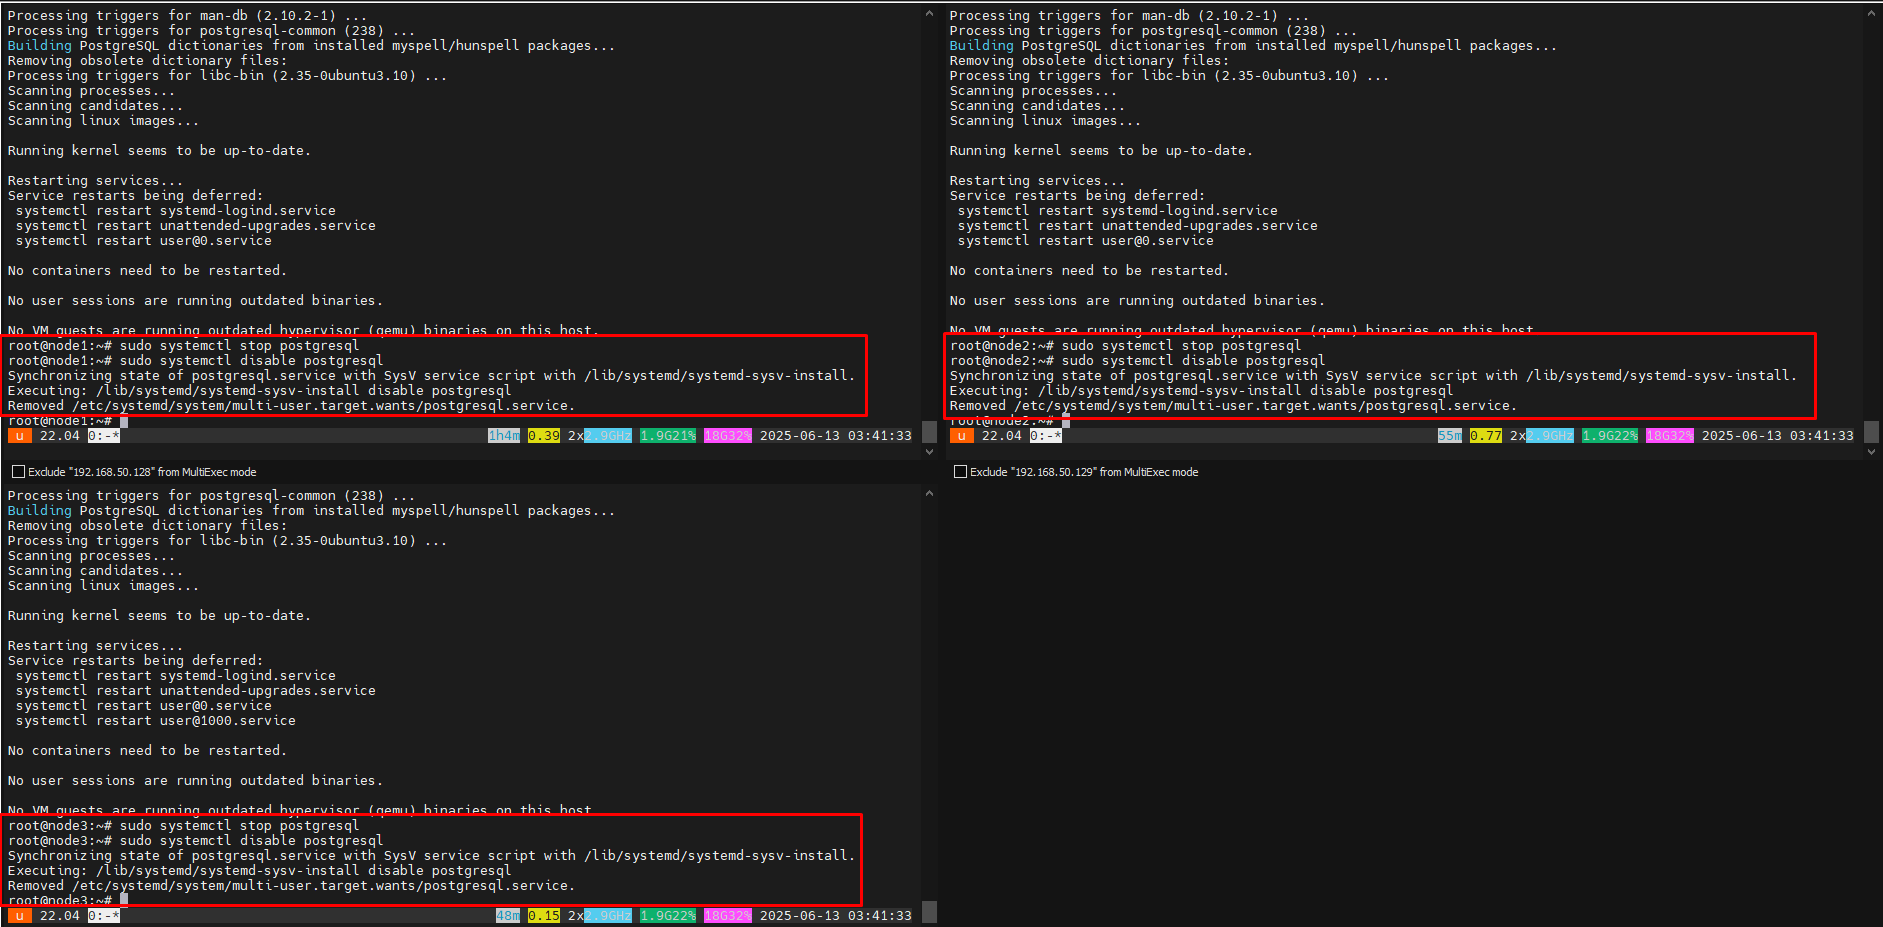 Processing triggers for man-db (2.10.2-1) ...
Processing triggers for postgresql-common (238) ...
Building PostgreSQL dictionaries from installed myspell/hunspell packages...
Removing obsolete dictionary files:
Processing triggers for libc-bin (2.35-0ubuntu3.10) ...
Scanning processes...
Scanning candidates...
Scanning linux images...
Running kernel seems to be up-to-date.
Restarting services...
Service restarts being deferred:
systemctl restart systemd-logind.service
systemctl restart unattended-upgrades.service
systemctl restart user@0.service
No containers need to be restarted.
No user sessions are running outdated binaries.
No VM guests are running outdated hypervisor (qemu) binaries on this host.
root@node1:~# sudo systemctl stop postgresql
root@node1:~# sudo systemctl disable postgresql
Synchronizing state of postgresql.service with SysV service script with /lib/systemd/systemd-sysv-install.
Executing: /lib/systemd/systemd-sysv-install disable postgresql
Removed /etc/systemd/system/multi-user.target.wants/postgresql.service.
root@node1:~#
u 22.04 0:-* 1h4m 0.39 2x2.9GHz 1.9G21% 18G32% 2025-06-13 03:41:33
Exclude "192.168.50.128" from MultiExec mode
Processing triggers for man-db (2.10.2-1) ...
Processing triggers for postgresql-common (238) ...
Building PostgreSQL dictionaries from installed myspell/hunspell packages...
Removing obsolete dictionary files:
Processing triggers for libc-bin (2.35-0ubuntu3.10) ...
Scanning processes...
Scanning candidates...
Scanning linux images...
Running kernel seems to be up-to-date.
Restarting services...
Service restarts being deferred:
systemctl restart systemd-logind.service
systemctl restart unattended-upgrades.service
systemctl restart user@0.service
No containers need to be restarted.
No user sessions are running outdated binaries.
No VM guests are running outdated hypervisor (qemu) binaries on this host
root@node2:~# sudo systemctl stop postgresql
root@node2:~# sudo systemctl disable postgresql
Synchronizing state of postgresql.service with SysV service script with /lib/systemd/systemd-sysv-install.
Executing: /lib/systemd/systemd-sysv-install disable postgresql
Removed /etc/systemd/system/multi-user.target.wants/postgresql.service.
root@node2:~#
u 22.04 0:-* 55m 0.77 2x2.9GHz 1.9G22% 18G32% 2025-06-13 03:41:33
Exclude "192.168.50.129" from MultiExec mode
Processing triggers for postgresql-common (238) ...
Building PostgreSQL dictionaries from installed myspell/hunspell packages...
Removing obsolete dictionary files:
Processing triggers for libc-bin (2.35-0ubuntu3.10) ...
Scanning processes...
Scanning candidates...
Scanning linux images...
Running kernel seems to be up-to-date.
Restarting services...
Service restarts being deferred:
systemctl restart systemd-logind.service
systemctl restart unattended-upgrades.service
systemctl restart user@0.service
systemctl restart user@1000.service
No containers need to be restarted.
No user sessions are running outdated binaries.
No VM guests are running outdated hypervisor (qemu) binaries on this host
root@node3:~# sudo systemctl stop postgresql
root@node3:~# sudo systemctl disable postgresql
Synchronizing state of postgresql.service with SysV service script with /lib/systemd/systemd-sysv-install.
Executing: /lib/systemd/systemd-sysv-install disable postgresql
Removed /etc/systemd/system/multi-user.target.wants/postgresql.service.
root@node3:~#
u 22.04 0:-* 48m 0.15 2x2.9GHz 1.9G22% 18G32% 2025-06-13 03:41:33